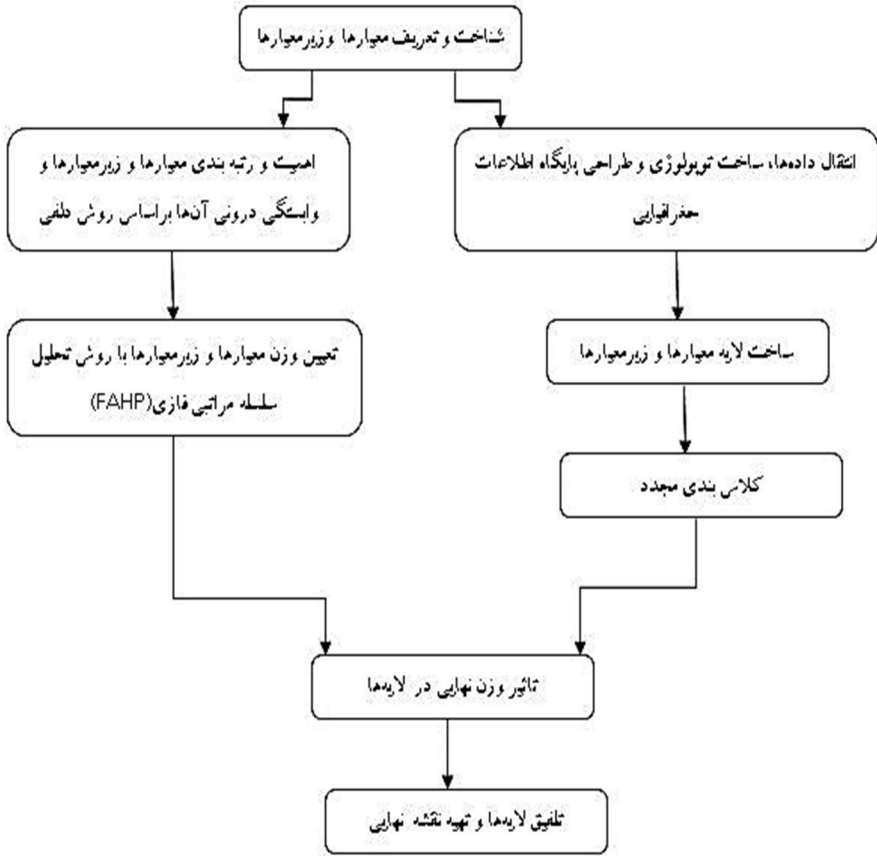 شناخت و تعریف معیارها و زیرمعیارها
انتقال داده‌ها، ساخت توپولوژی و طراحی پایگاه اطلاعات
جغرافیایی
اهمیت و رتبه بندی معیارها و زیرمعیارها و
وابستگی درونی آن‌ها براساس روش دلفی
ساخت لایه معیارها و زیرمعیارها
تعیین وزن معیارها و زیرمعیارها با روش تحلیل
سلسله مراتبی فازی(FAHP)
کلاس بندی مجدد
تاثیر وزن نهایی در لایه‌ها
تلفیق لایه‌ها و تهیه نقشه نهایی